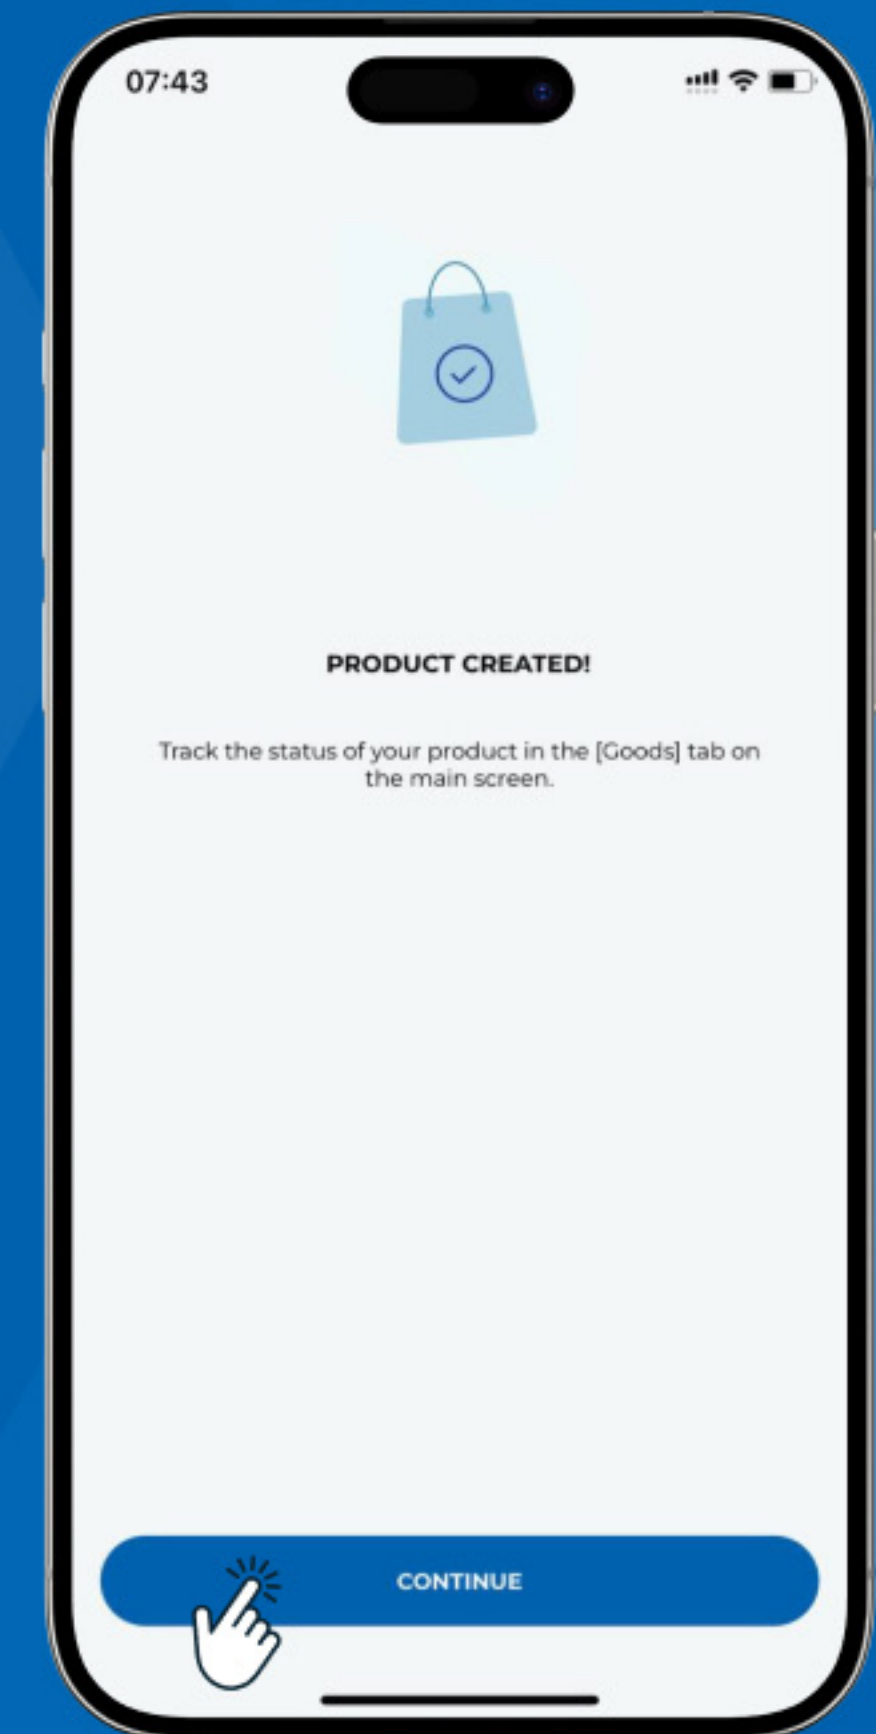 07:43
PRODUCT CREATED!
Track the status of your product in the [Goods] tab on
the main screen.
CONTINUE